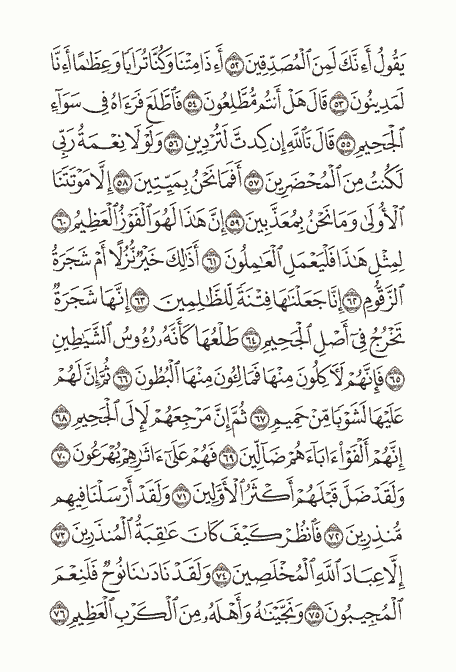 يَقُولُ أَءِنَّكَ لَمِنَ ٱلْمُصَدِّقِينَ ٥٢ أَءِذَا مِتْنَا وَكُنَّا تُرَابًا وَعِظَٰمًا أَءِنَّا
لَمَدِينُونَ ٥٣ قَالَ هَلْ أَنتُم مُّطَّلِعُونَ ٥٤ فَٱطَّلَعَ فَرَءَاهُ فِى سَوَآءِ
ٱلْجَحِيمِ ٥٥ قَالَ تَٱللَّهِ إِن كِدتَّ لَتُرْدِينِ ٥٦ وَلَوْلَا نِعْمَةُ رَبِّى
لَكُنتُ مِنَ ٱلْمُحْضَرِينَ ٥٧ أَفَمَا نَحْنُ بِمَيِّتِينَ ٥٨ إِلَّا مَوْتَتَنَا
ٱلْأُولَىٰ وَمَا نَحْنُ بِمُعَذَّبِينَ ٥٩ إِنَّ هَٰذَا لَهُوَ ٱلْفَوْزُ ٱلْعَظِيمُ ٦٠
لِمِثْلِ هَٰذَا فَلْيَعْمَلِ ٱلْعَٰمِلُونَ ٦١ أَذَٰلِكَ خَيْرٌ نُّزُلًا أَمْ شَجَرَةُ
ٱلزَّقُّومِ ٦٢ إِنَّا جَعَلْنَٰهَا فِتْنَةً لِّلظَّٰلِمِينَ ٦٣ إِنَّهَا شَجَرَةٌ
تَخْرُجُ فِىٓ أَصْلِ ٱلْجَحِيمِ ٦٤ طَلْعُهَا كَأَنَّهُۥ رُءُوسُ ٱلشَّيَٰطِينِ
٦٥ فَإِنَّهُمْ لَءَاكِلُونَ مِنْهَا فَمَالِـُٔونَ مِنْهَا ٱلْبُطُونَ ٦٦ ثُمَّ إِنَّ لَهُمْ
عَلَيْهَا لَشَوْبًا مِّنْ حَمِيمٍ ٦٧ ثُمَّ إِنَّ مَرْجِعَهُمْ لَإِلَى ٱلْجَحِيمِ ٦٨
إِنَّهُمْ أَلْفَوْا۟ ءَابَآءَهُمْ ضَآلِّينَ ٦٩ فَهُمْ عَلَىٰٓ ءَاثَٰرِهِمْ يُهْرَعُونَ ٧٠
وَلَقَدْ ضَلَّ قَبْلَهُمْ أَكْثَرُ ٱلْأَوَّلِينَ ٧١ وَلَقَدْ أَرْسَلْنَا فِيهِم
مُّنذِرِينَ ٧٢ فَٱنظُرْ كَيْفَ كَانَ عَٰقِبَةُ ٱلْمُنذَرِينَ ٧٣
إِلَّا عِبَادَ ٱللَّهِ ٱلْمُخْلَصِينَ ٧٤ وَلَقَدْ نَادَىٰنَا نُوحٌ فَلَنِعْمَ
ٱلْمُجِيبُونَ ٧٥ وَنَجَّيْنَٰهُ وَأَهْلَهُۥ مِنَ ٱلْكَرْبِ ٱلْعَظِيمِ ٧٦